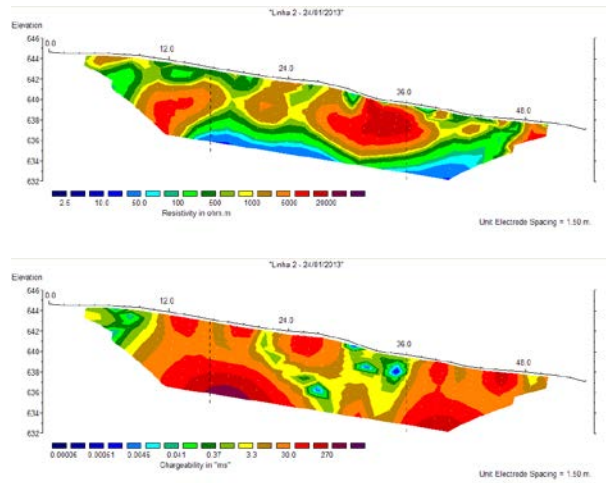 "Linha 2 - 24/01/2013"
Elevation
646
0.0
644
12.0
642
24.0
640
36.0
638
48.0
636
634
632
2.5 10.0 50.0 100 500 1000 5000 20000
Resistivity in ohm.m
Unit Electrode Spacing = 1.50 m.
"Linha 2 - 24/01/2013"
Elevation
646
0.0
644
12.0
642
24.0
640
36.0
638
48.0
636
634
632
0.00006 0.00061 0.0046 0.041 0.37 3.3 30.0 270
Chargeability in "ms"
Unit Electrode Spacing = 1.50 m.